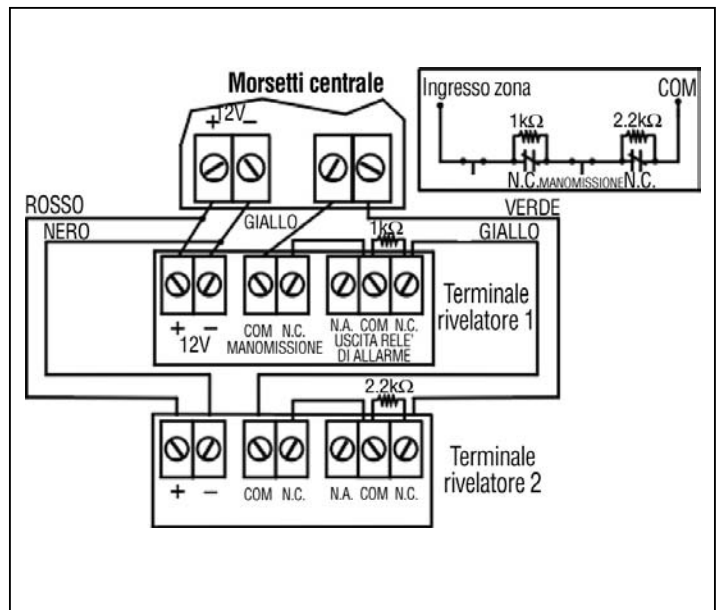 Morsetti centrale
+ 12V −
Ingresso zona
COM
1kΩ
2.2kΩ
N.C. MANOMISSIONE N.C.
ROSSO
NERO
GIALLO
VERDE
GIALLO
1kΩ
+ −
12V
COM N.C.
MANOMISSIONE
N.A. COM N.C.
USCITA RELE'
DI ALLARME
Terminale
rivelatore 1
2.2kΩ
+ −
COM N.C.
N.A. COM N.C.
Terminale
rivelatore 2